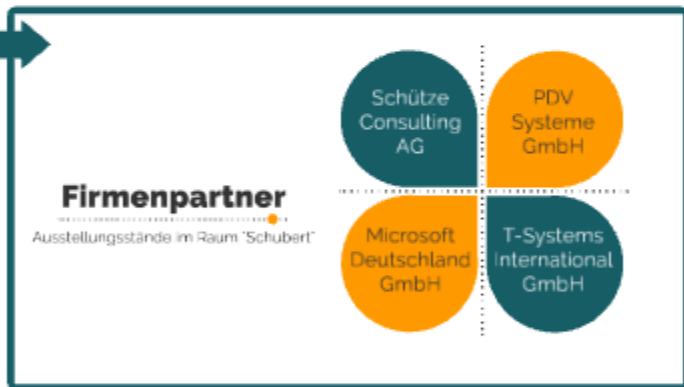 Firmenpartner
Ausstellungsstände im Raum "Schubert"
Schütze
Consulting
AG
PDV
Systeme
GmbH
Microsoft
Deutschland
GmbH
T-Systems
International
GmbH